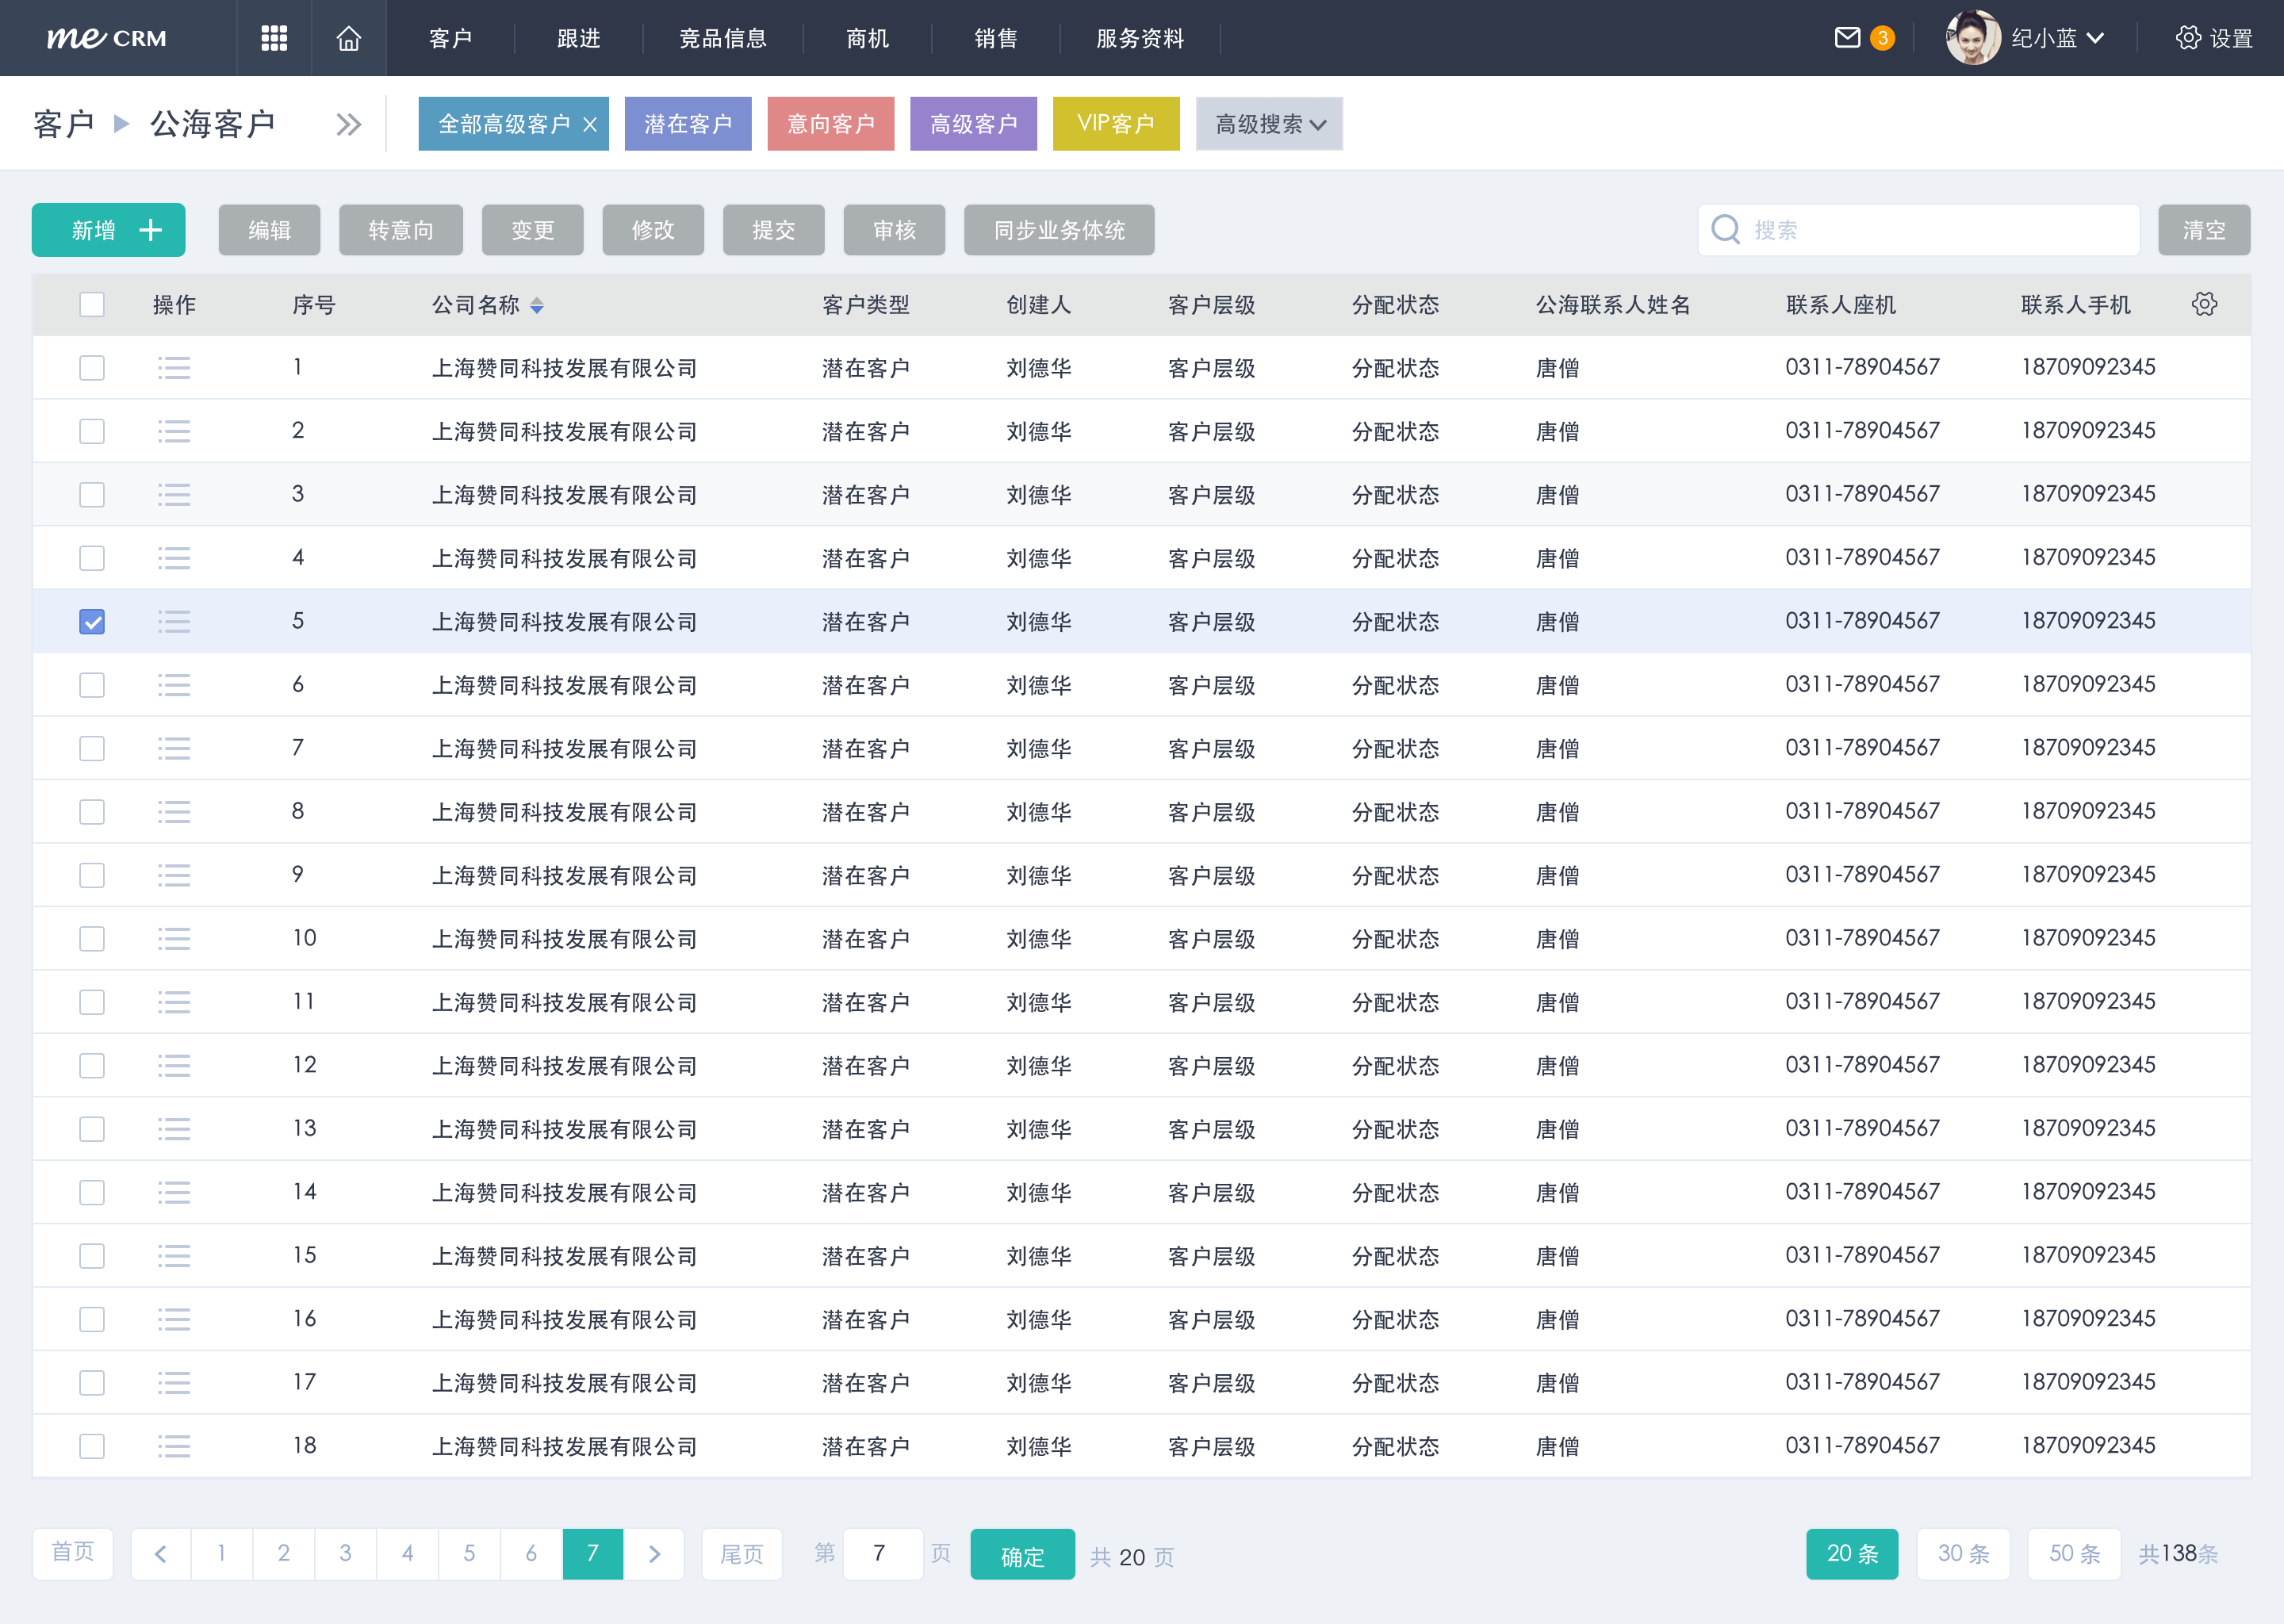 me CRM 客户 跟进 竞品信息 商机 销售 服务资料 3 纪小蓝 设置
客户 公海客户 全部高级客户 X 潜在客户 意向客户 高级客户 VIP客户 高级搜索
新增 编辑 转意向 变更 修改 提交 审核 同步业务体统 搜索 清空
操作 序号 公司名称 客户类型 创建人 客户层级 分配状态 公海联系人姓名 联系人座机 联系人手机
1 上海赞同科技发展有限公司 潜在客户 刘德华 客户层级 分配状态 唐僧 0311-78904567 18709092345
2 上海赞同科技发展有限公司 潜在客户 刘德华 客户层级 分配状态 唐僧 0311-78904567 18709092345
3 上海赞同科技发展有限公司 潜在客户 刘德华 客户层级 分配状态 唐僧 0311-78904567 18709092345
4 上海赞同科技发展有限公司 潜在客户 刘德华 客户层级 分配状态 唐僧 0311-78904567 18709092345
5 上海赞同科技发展有限公司 潜在客户 刘德华 客户层级 分配状态 唐僧 0311-78904567 18709092345
6 上海赞同科技发展有限公司 潜在客户 刘德华 客户层级 分配状态 唐僧 0311-78904567 18709092345
7 上海赞同科技发展有限公司 潜在客户 刘德华 客户层级 分配状态 唐僧 0311-78904567 18709092345
8 上海赞同科技发展有限公司 潜在客户 刘德华 客户层级 分配状态 唐僧 0311-78904567 18709092345
9 上海赞同科技发展有限公司 潜在客户 刘德华 客户层级 分配状态 唐僧 0311-78904567 18709092345
10 上海赞同科技发展有限公司 潜在客户 刘德华 客户层级 分配状态 唐僧 0311-78904567 18709092345
11 上海赞同科技发展有限公司 潜在客户 刘德华 客户层级 分配状态 唐僧 0311-78904567 18709092345
12 上海赞同科技发展有限公司 潜在客户 刘德华 客户层级 分配状态 唐僧 0311-78904567 18709092345
13 上海赞同科技发展有限公司 潜在客户 刘德华 客户层级 分配状态 唐僧 0311-78904567 18709092345
14 上海赞同科技发展有限公司 潜在客户 刘德华 客户层级 分配状态 唐僧 0311-78904567 18709092345
15 上海赞同科技发展有限公司 潜在客户 刘德华 客户层级 分配状态 唐僧 0311-78904567 18709092345
16 上海赞同科技发展有限公司 潜在客户 刘德华 客户层级 分配状态 唐僧 0311-78904567 18709092345
17 上海赞同科技发展有限公司 潜在客户 刘德华 客户层级 分配状态 唐僧 0311-78904567 18709092345
18 上海赞同科技发展有限公司 潜在客户 刘德华 客户层级 分配状态 唐僧 0311-78904567 18709092345
首页 1 2 3 4 5 6 7 尾页 第 7 页 确定 共 20 页 20 条 30 条 50 条 共138条